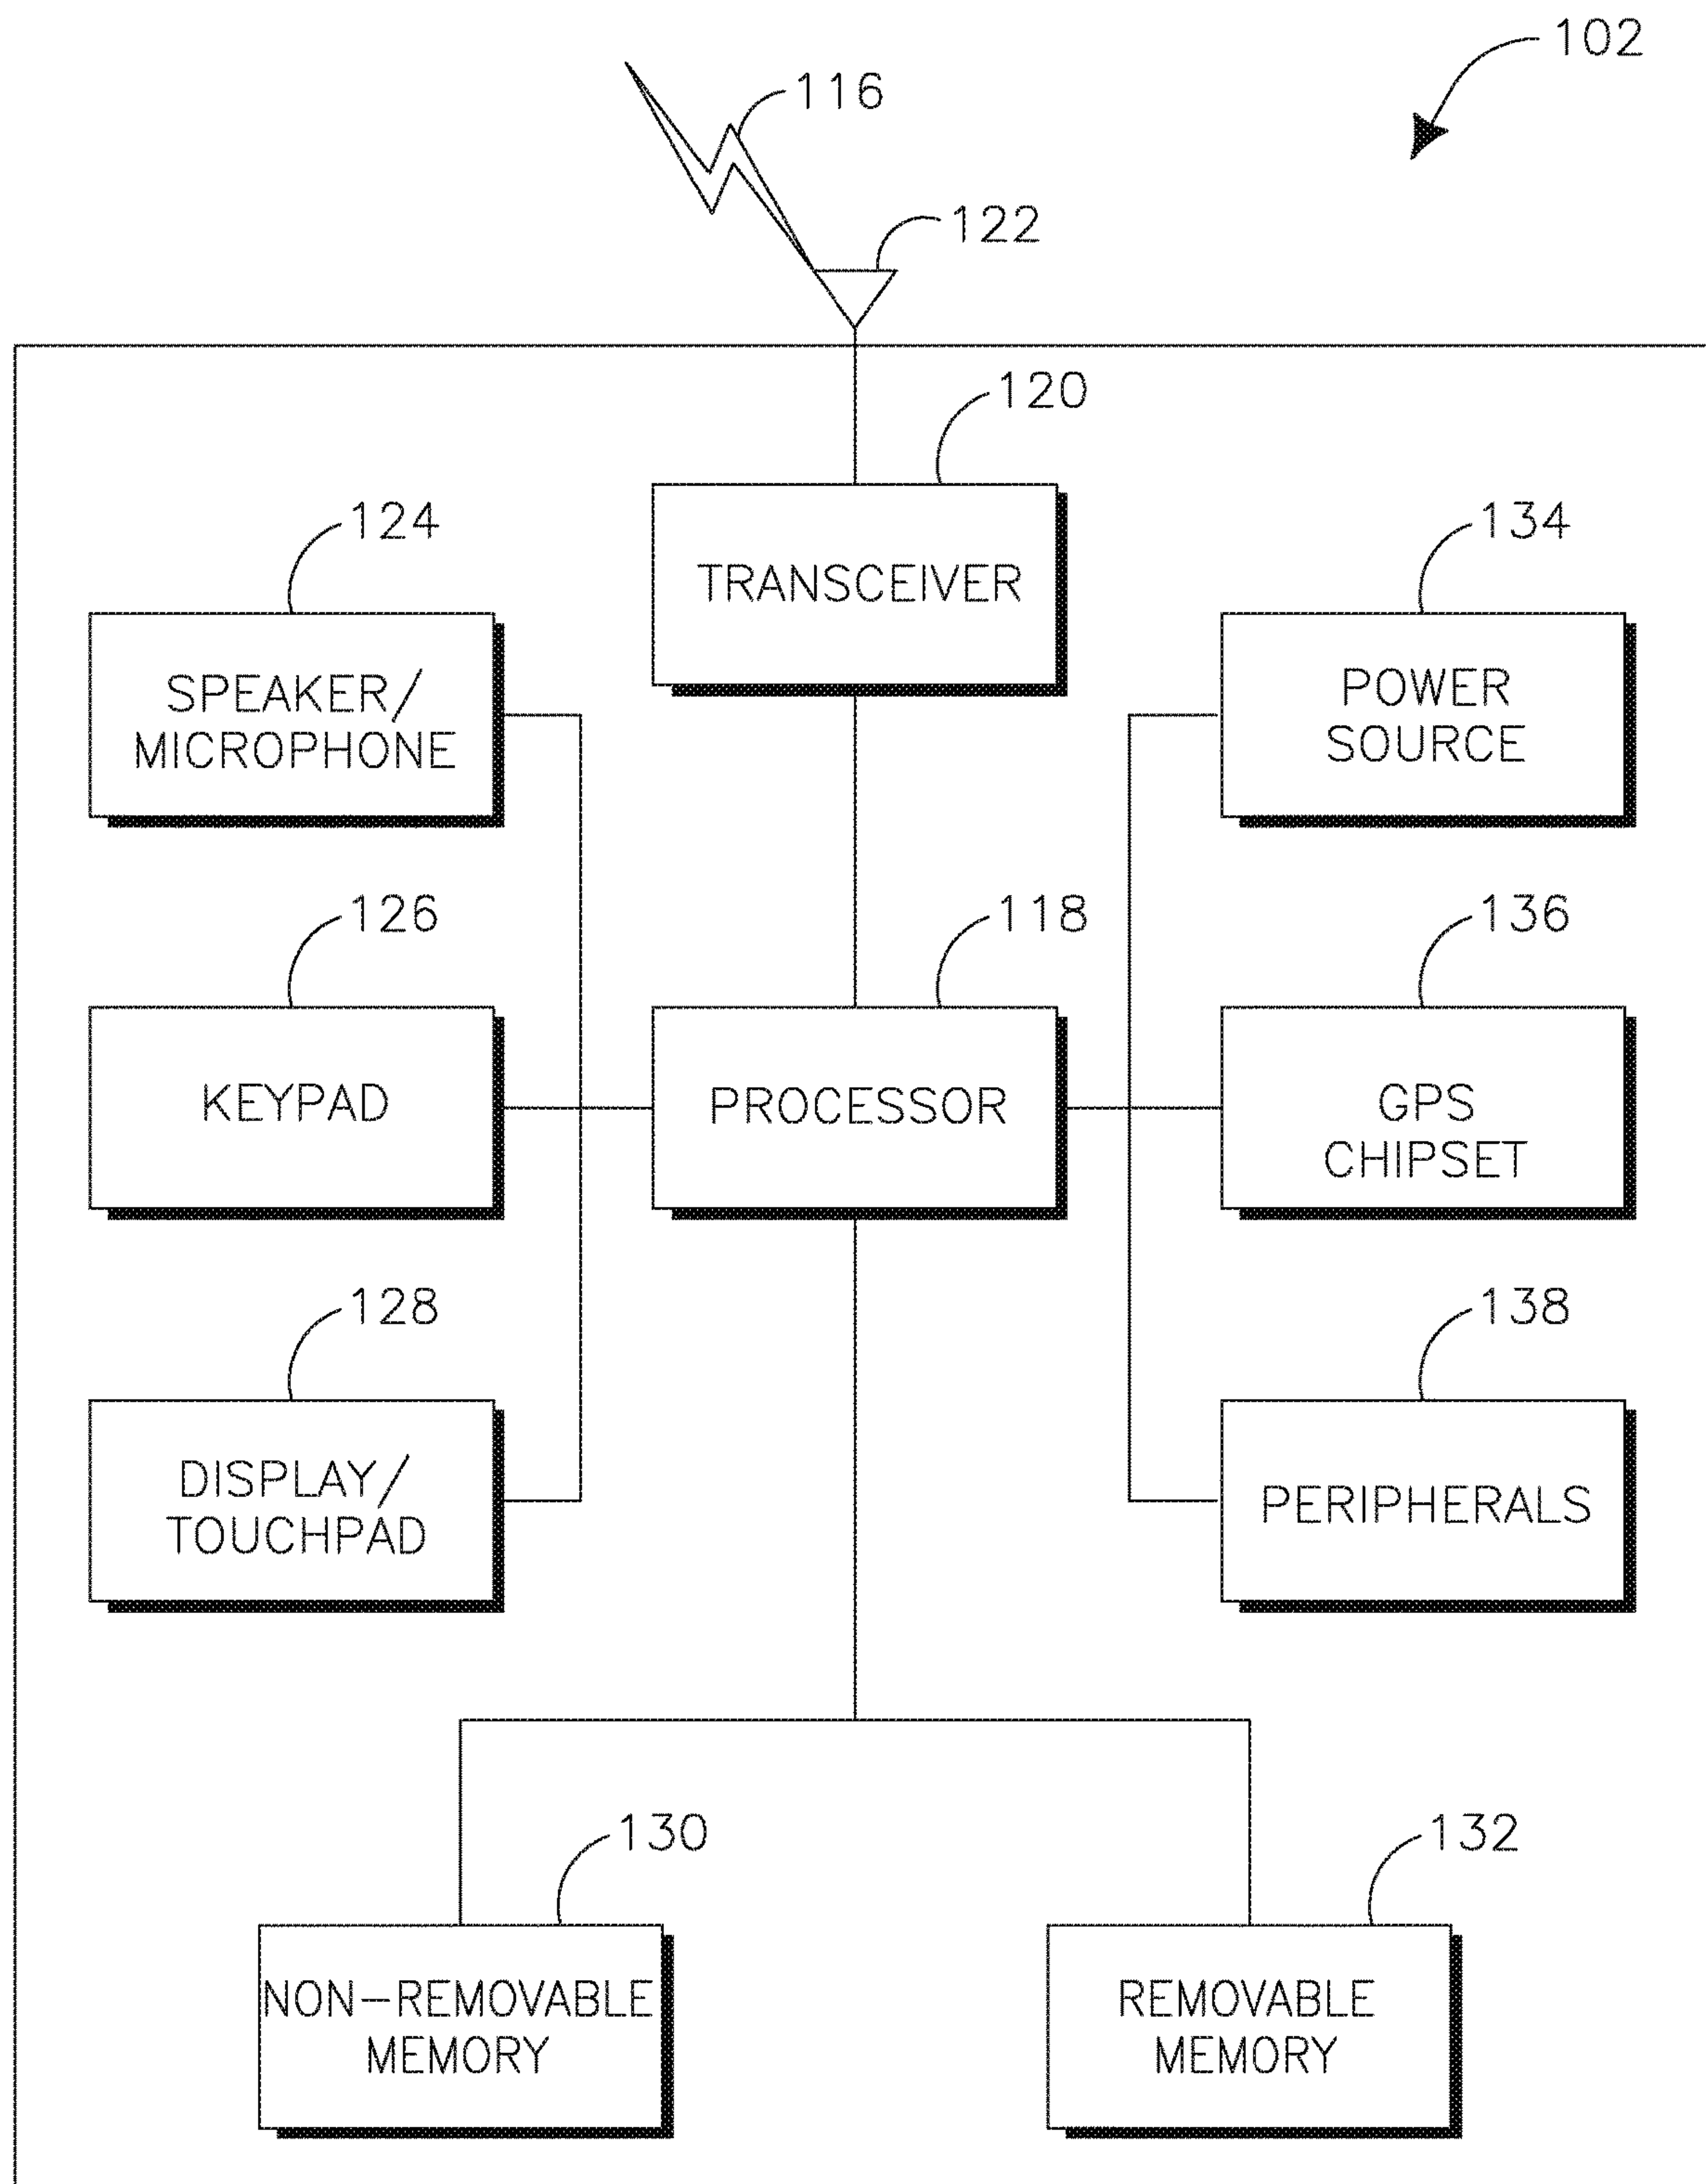 102
116
122
120
TRANSCEIVER
124
SPEAKER/
MICROPHONE
134
POWER
SOURCE
126
KEYPAD
118
PROCESSOR
136
GPS
CHIPSET
128
DISPLAY/
TOUCHPAD
138
PERIPHERALS
130
NON-REMOVABLE
MEMORY
132
REMOVABLE
MEMORY